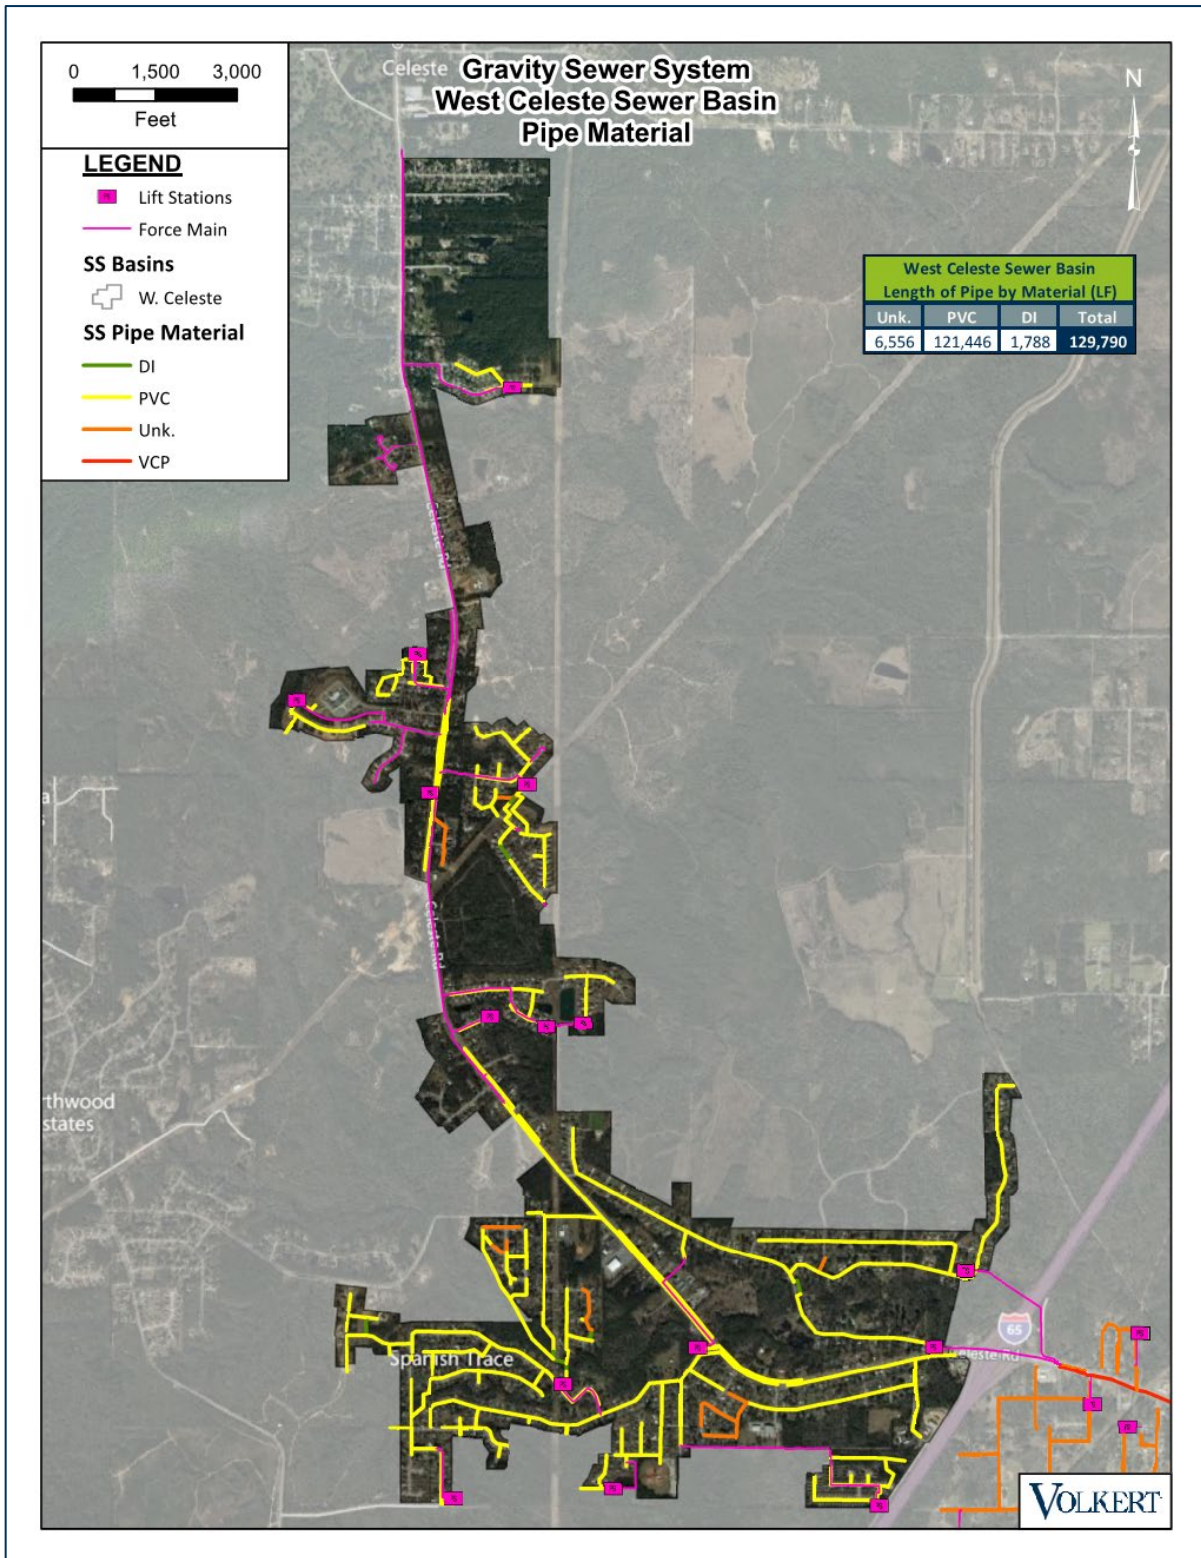 0 1,500 3,000
Feet
Celeste
Gravity Sewer System
West Celeste Sewer Basin
Pipe Material
N
LEGEND
Lift Stations
Force Main
SS Basins
W. Celeste
SS Pipe Material
DI
PVC
Unk.
VCP
West Celeste Sewer Basin
Length of Pipe by Material (LF)
Unk. PVC DI Total
6,556 121,446 1,788 129,790
Celeste Rd
a
Celeste Rd
rthwood
states
65
eleste Rd
Spanish Trace
VOLKERT